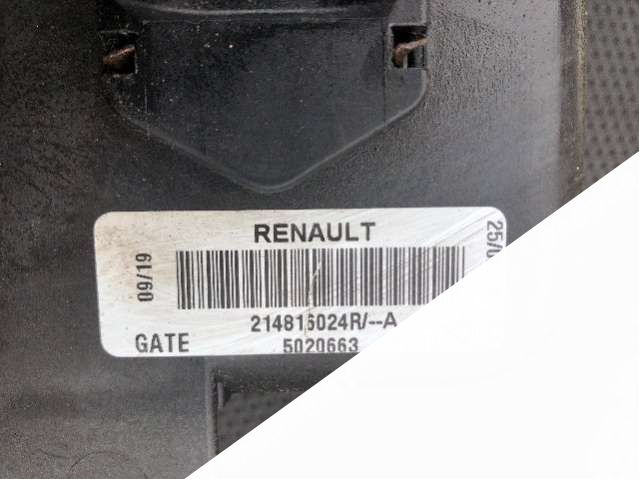 RENAULT
09/19
214816024R/--A
GATE
5020663